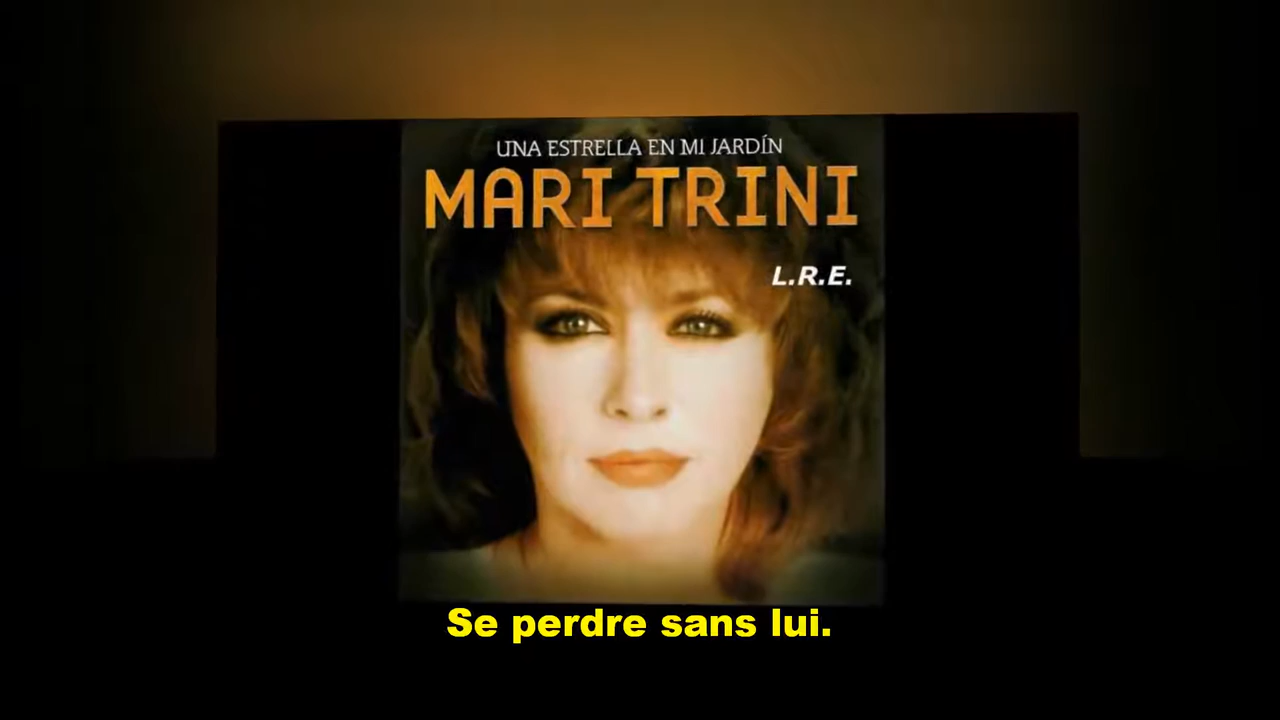 UNA ESTRELLA EN MI JARDÍN
MARI TRINI
L.R.E.
Se perdre sans lui.